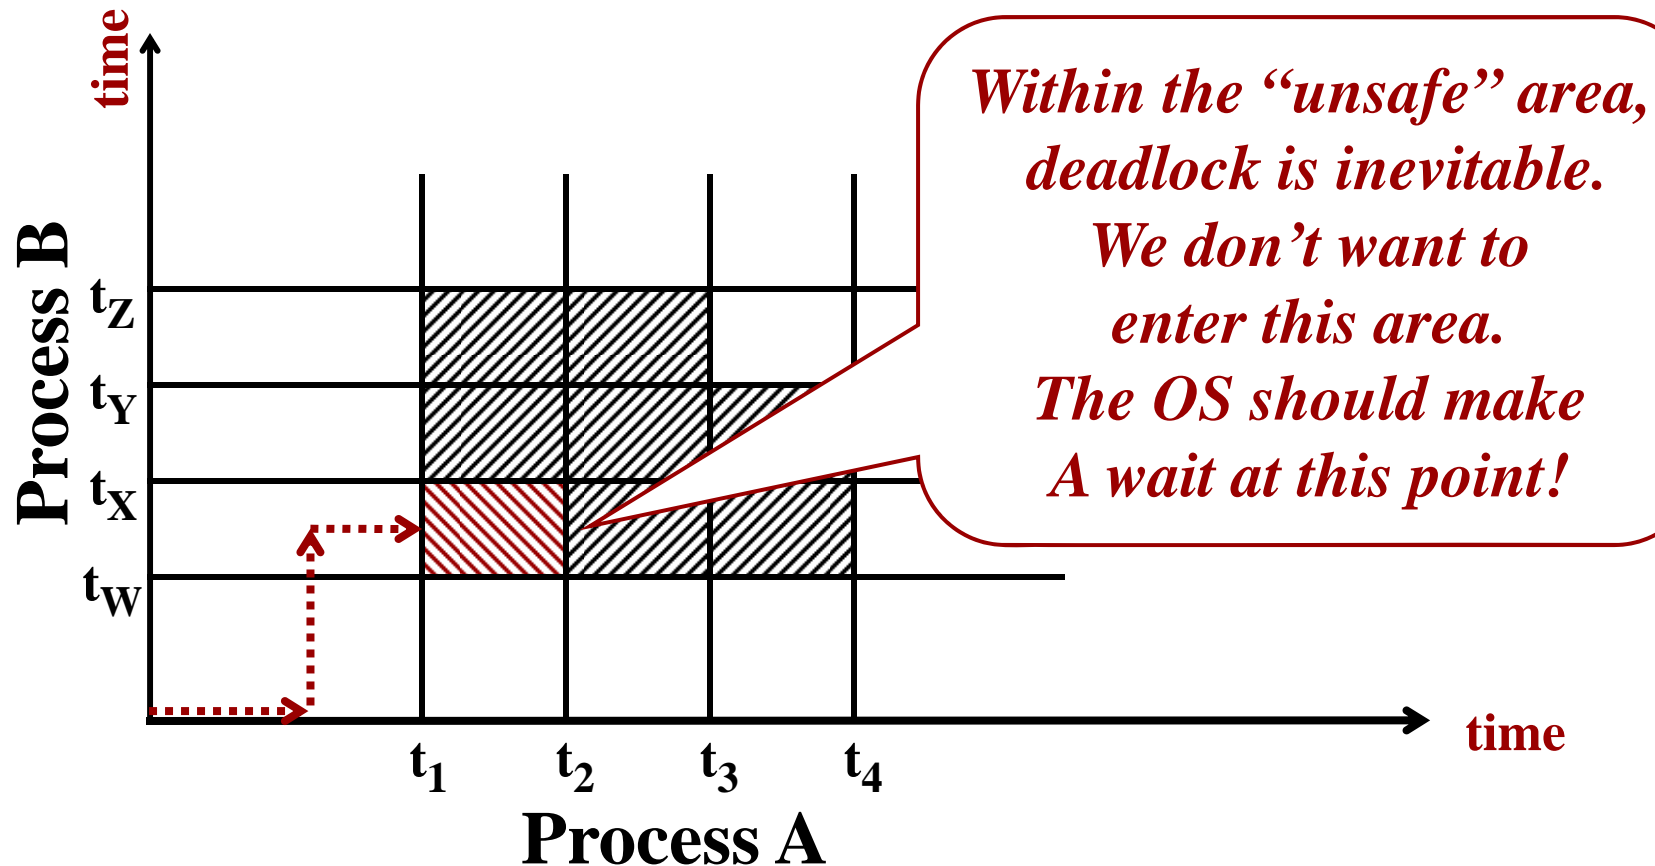 time
Within the “unsafe” area,
deadlock is inevitable.
We don’t want to
enter this area.
The OS should make
A wait at this point!
Process B
tZ
tY
tX
tW
t1 t2 t3 t4
time
Process A